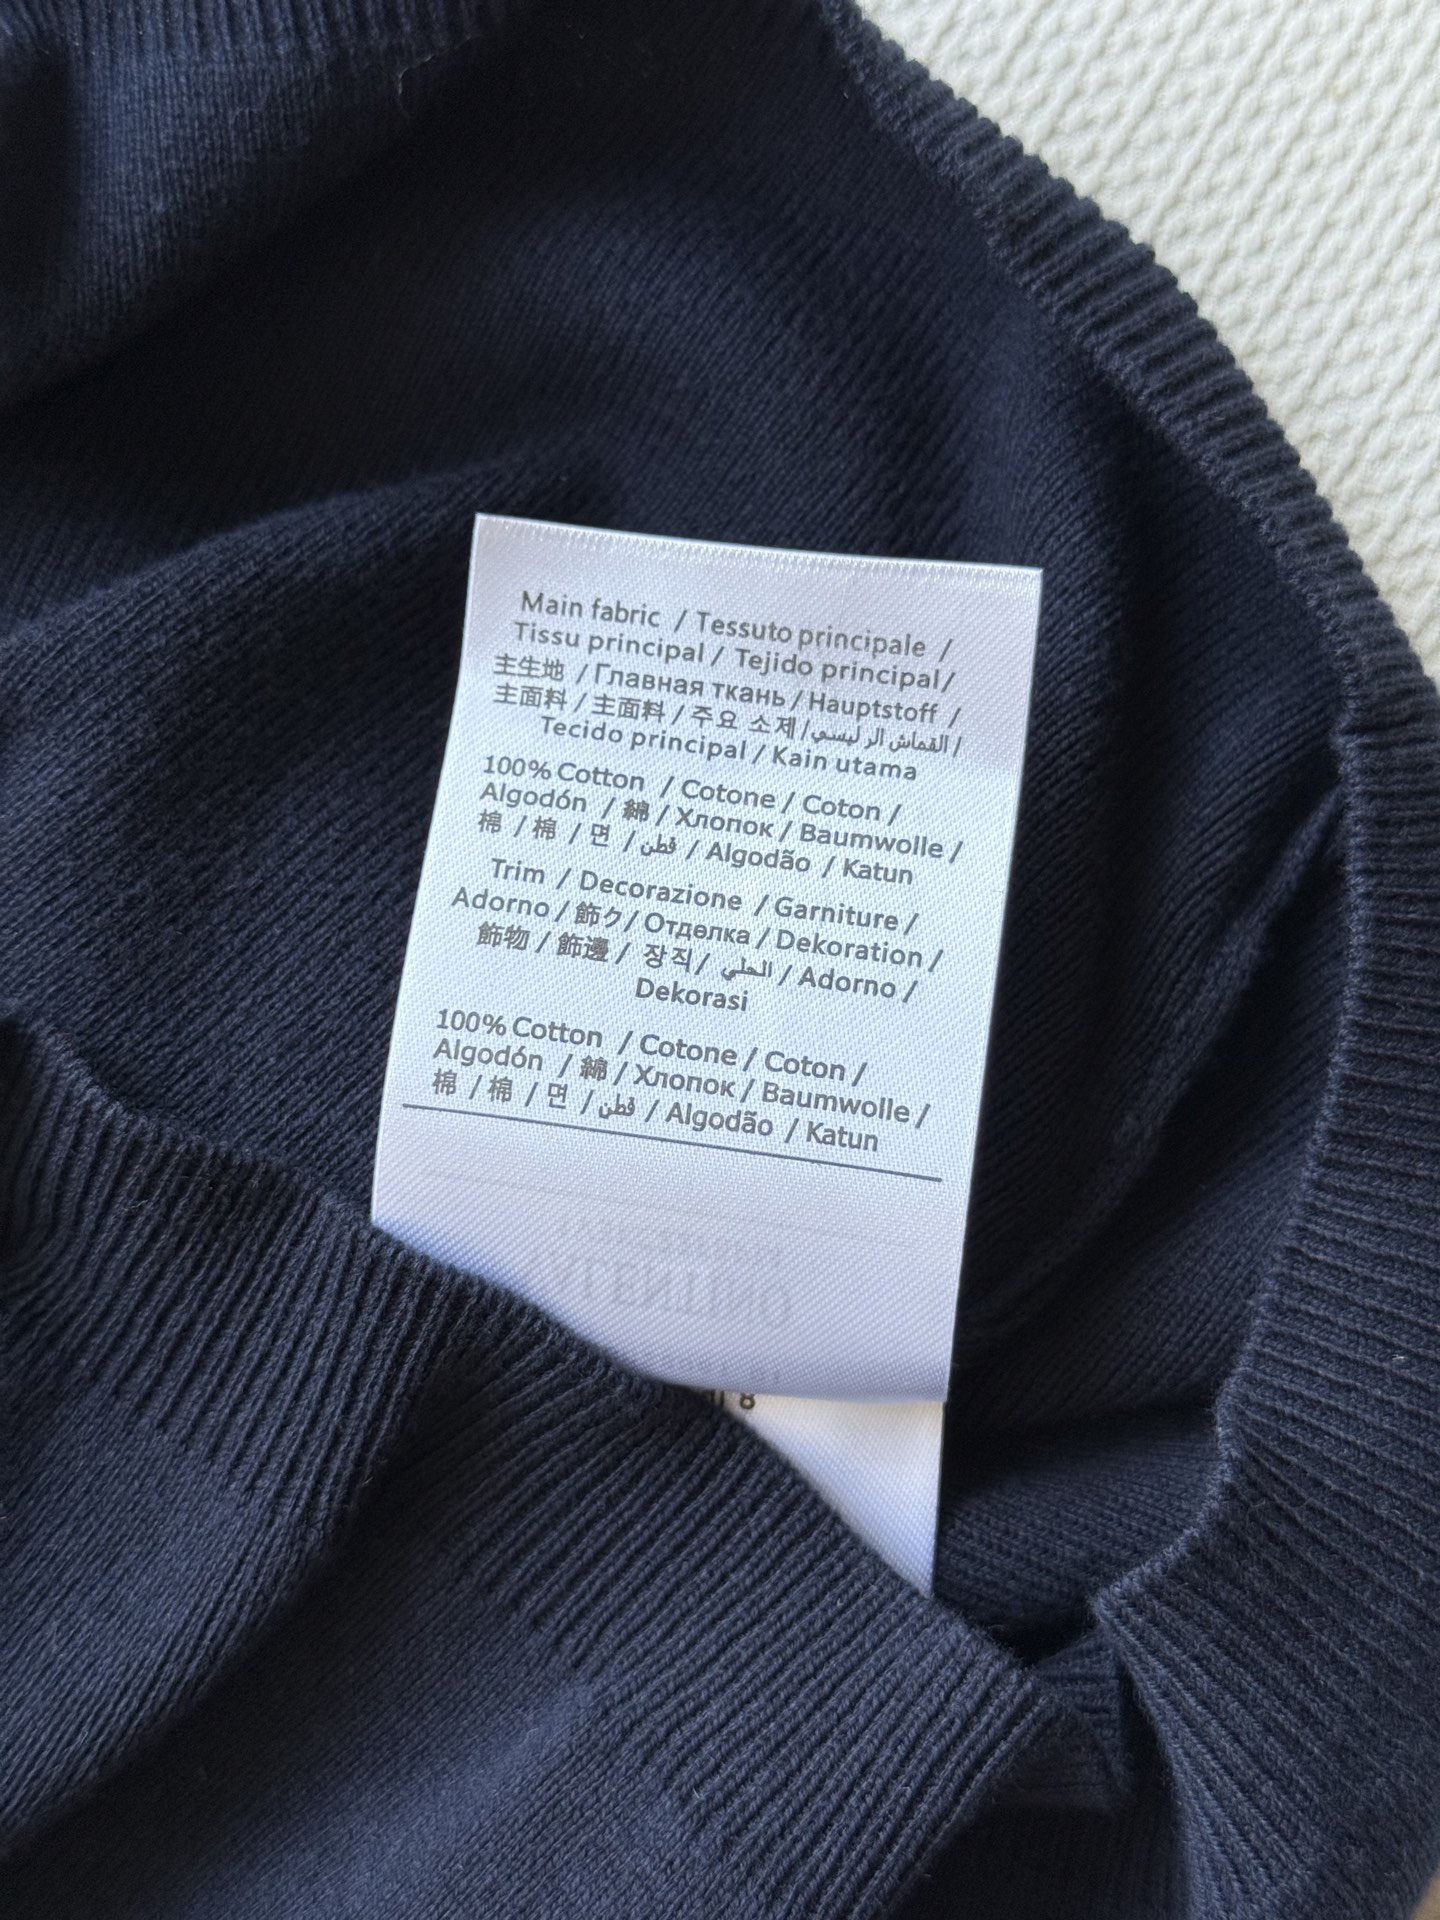 Main fabric / Tessuto principale /
Tissu principal / Tejido principal/
主生地 / Главная ткань / Hauptstoff /
主面料 / 主面料 / 주요 소제 / القماش الرئيسي /
Tecido principal / Kain utama
100% Cotton / Cotone / Coton /
Algodón / 綿 / Хлопок / Baumwolle /
棉 / 棉 / 면 / قطن / Algodão / Katun
Trim / Decorazione / Garniture /
Adorno / 飾ク/ Отделка / Dekoration /
飾物 / 飾邊 / 장직/ الحلي / Adorno /
Dekorasi
100% Cotton / Cotone / Coton /
Algodón / 綿 / Хлопок / Baumwolle /
棉 / 棉 / 면 / قطن / Algodão / Katun